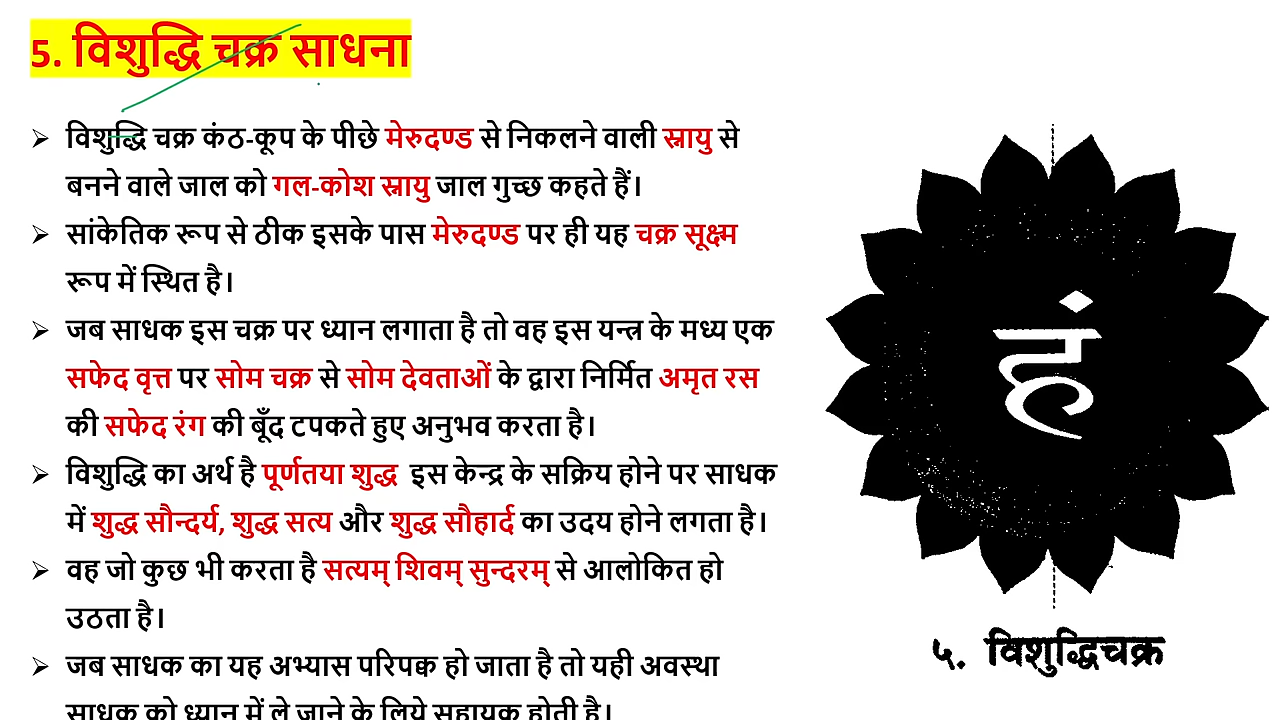 5. विशुद्धि चक्र साधना
विशुद्धि चक्र कंठ-कूप के पीछे मेरुदण्ड से निकलने वाली स्नायु से
बनने वाले जाल को गल-कोश स्नायु जाल गुच्छ कहते हैं।
सांकेतिक रूप से ठीक इसके पास मेरुदण्ड पर ही यह चक्र सूक्ष्म
रूप में स्थित है।
जब साधक इस चक्र पर ध्यान लगाता है तो वह इस यन्त्र के मध्य एक
सफेद वृत्त पर सोम चक्र से सोम देवताओं के द्वारा निर्मित अमृत रस
की सफेद रंग की बूँद टपकते हुए अनुभव करता है।
विशुद्धि का अर्थ है पूर्णतया शुद्ध इस केन्द्र के सक्रिय होने पर साधक
में शुद्ध सौन्दर्य, शुद्ध सत्य और शुद्ध सौहार्द का उदय होने लगता है।
वह जो कुछ भी करता है सत्यम् शिवम् सुन्दरम् से आलोकित हो
उठता है।
जब साधक का यह अभ्यास परिपक्व हो जाता है तो यही अवस्था
साधक को ध्यान में ले जाने के लिये सहायक होती है।
हं
५. विशुद्धिचक्र